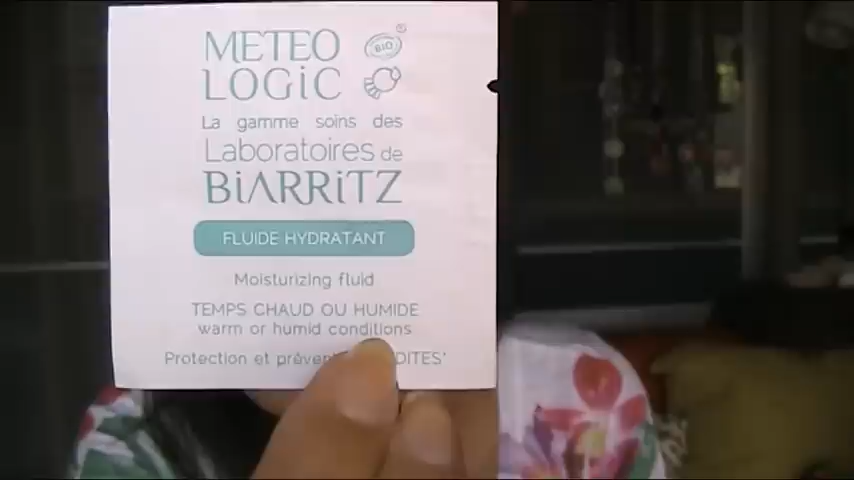 METEO
BIO
LOGiC
La gamme soins des
Laboratoires de
BiARRiTZ
FLUIDE HYDRATANT
Moisturizing fluid
TEMPS CHAUD OU HUMIDE
warm or humid conditions
Protection et